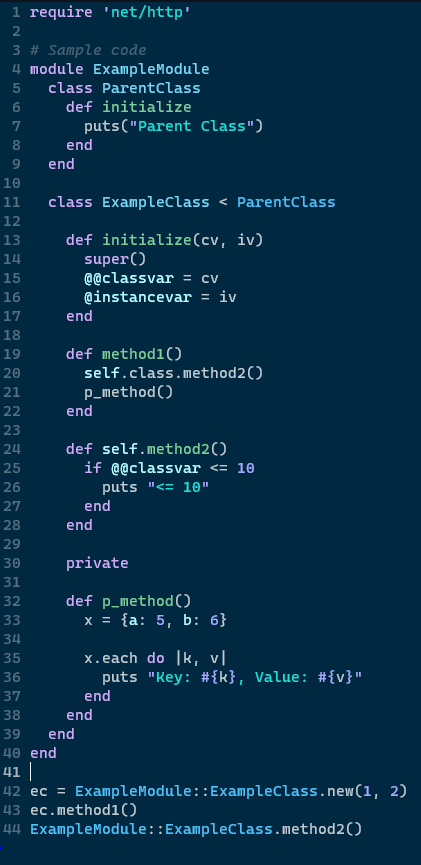 1 require 'net/http'
2
3 # Sample code
4 module ExampleModule
5   class ParentClass
6     def initialize
7       puts("Parent Class")
8     end
9   end
10
11   class ExampleClass < ParentClass
12
13     def initialize(cv, iv)
14       super()
15       @@classvar = cv
16       @instancevar = iv
17     end
18
19     def method1()
20       self.class.method2()
21       p_method()
22     end
23
24     def self.method2()
25       if @@classvar <= 10
26         puts "<= 10"
27       end
28     end
29
30     private
31
32     def p_method()
33       x = {a: 5, b: 6}
34
35       x.each do |k, v|
36         puts "Key: #{k}, Value: #{v}"
37       end
38     end
39   end
40 end
41
42 ec = ExampleModule::ExampleClass.new(1, 2)
43 ec.method1()
44 ExampleModule::ExampleClass.method2()